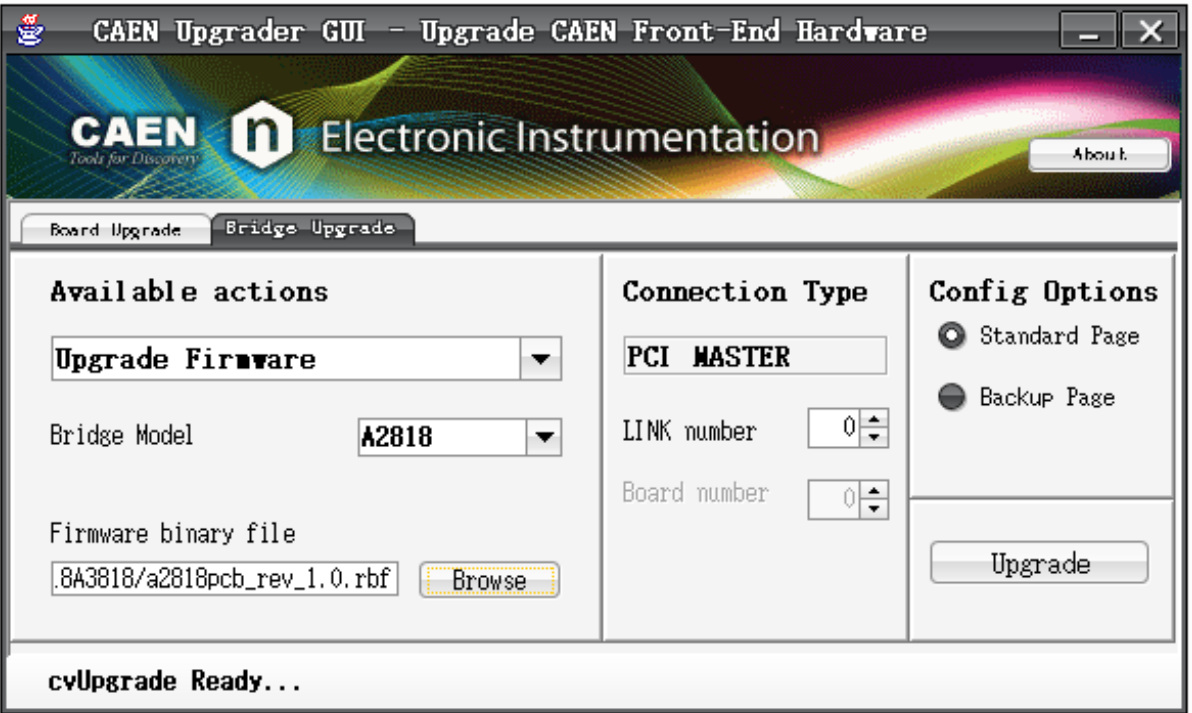 CAEN Upgrader GUI - Upgrade CAEN Front-End Hardware
CAEN n Electronic Instrumentation
Tools for Discovery
About
Board Upgrade Bridge Upgrade
Available actions
Upgrade Firmware
Bridge Model A2818
Firmware binary file
.8A3818/a2818pcb_rev_1.0.rbf Browse
Connection Type
PCI MASTER
LINK number 0
Board number 0
Config Options
Standard Page
Backup Page
Upgrade
cvUpgrade Ready...